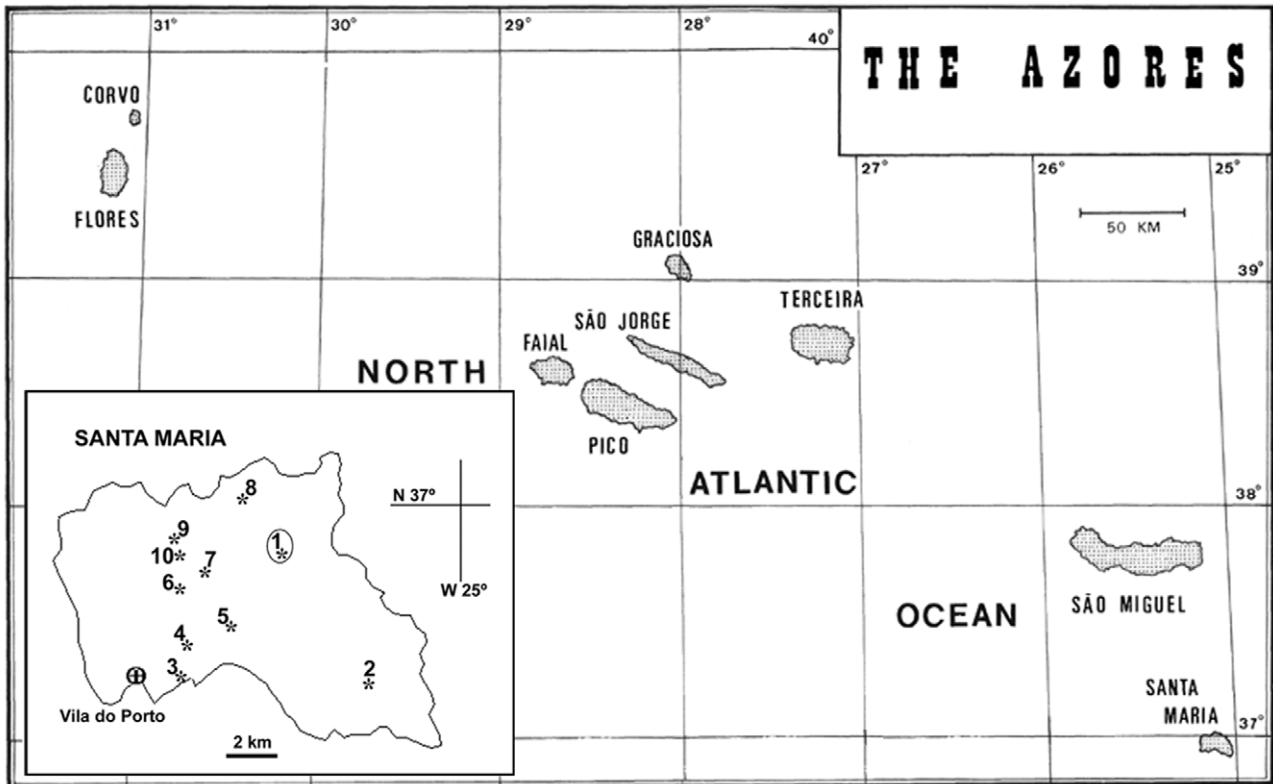 31°
30°
29°
28°
40°
THE AZORES
CORVO
FLORES
27°
26°
25°
50 KM
GRACIOSA
39°
TERCEIRA
SÃO JORGE
FAIAL
NORTH
PICO
ATLANTIC
38°
OCEAN
SÃO MIGUEL
SANTA
MARIA
37°
SANTA MARIA
N 37º
W 25º
8
9
1
10
7
6
5
4
3
2
Vila do Porto
2 km